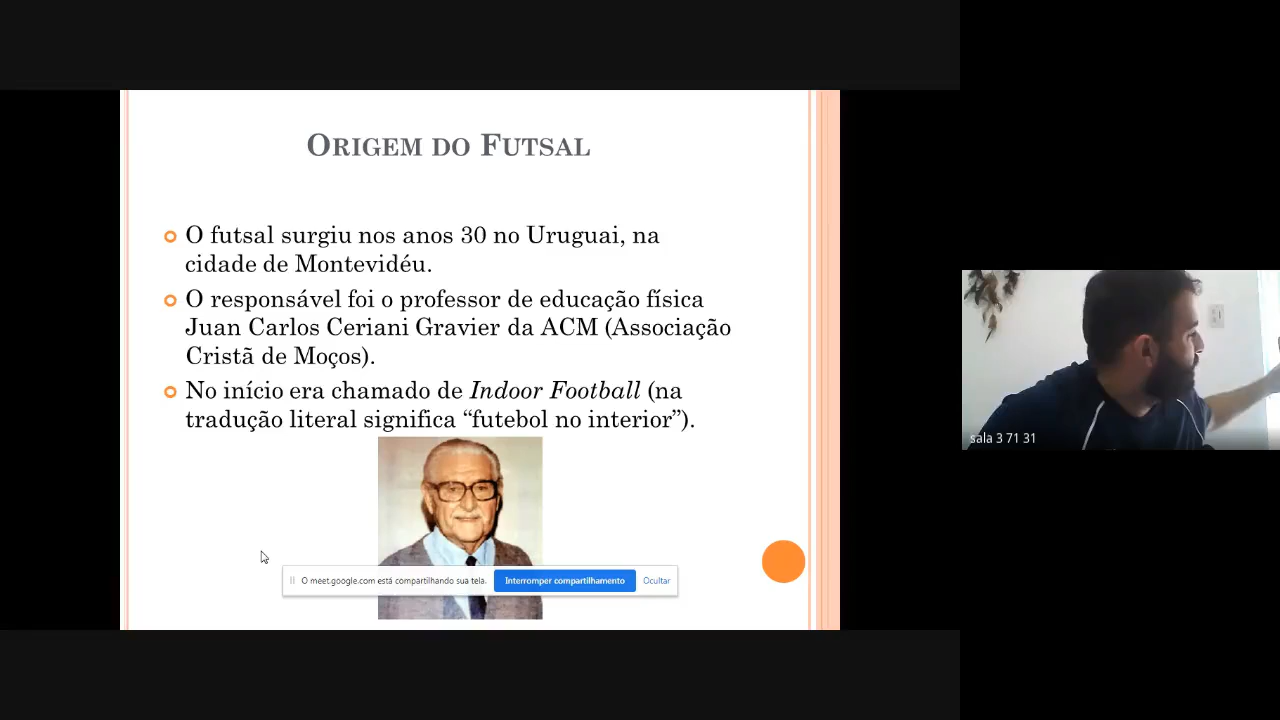 ORIGEM DO FUTSAL
O futsal surgiu nos anos 30 no Uruguai, na
cidade de Montevidéu.
O responsável foi o professor de educação física
Juan Carlos Ceriani Gravier da ACM (Associação
Cristã de Moços).
No início era chamado de Indoor Football (na
tradução literal significa “futebol no interior”).
sala 3 71 31
O meet.google.com está compartilhando sua tela. Interromper compartilhamento Ocultar